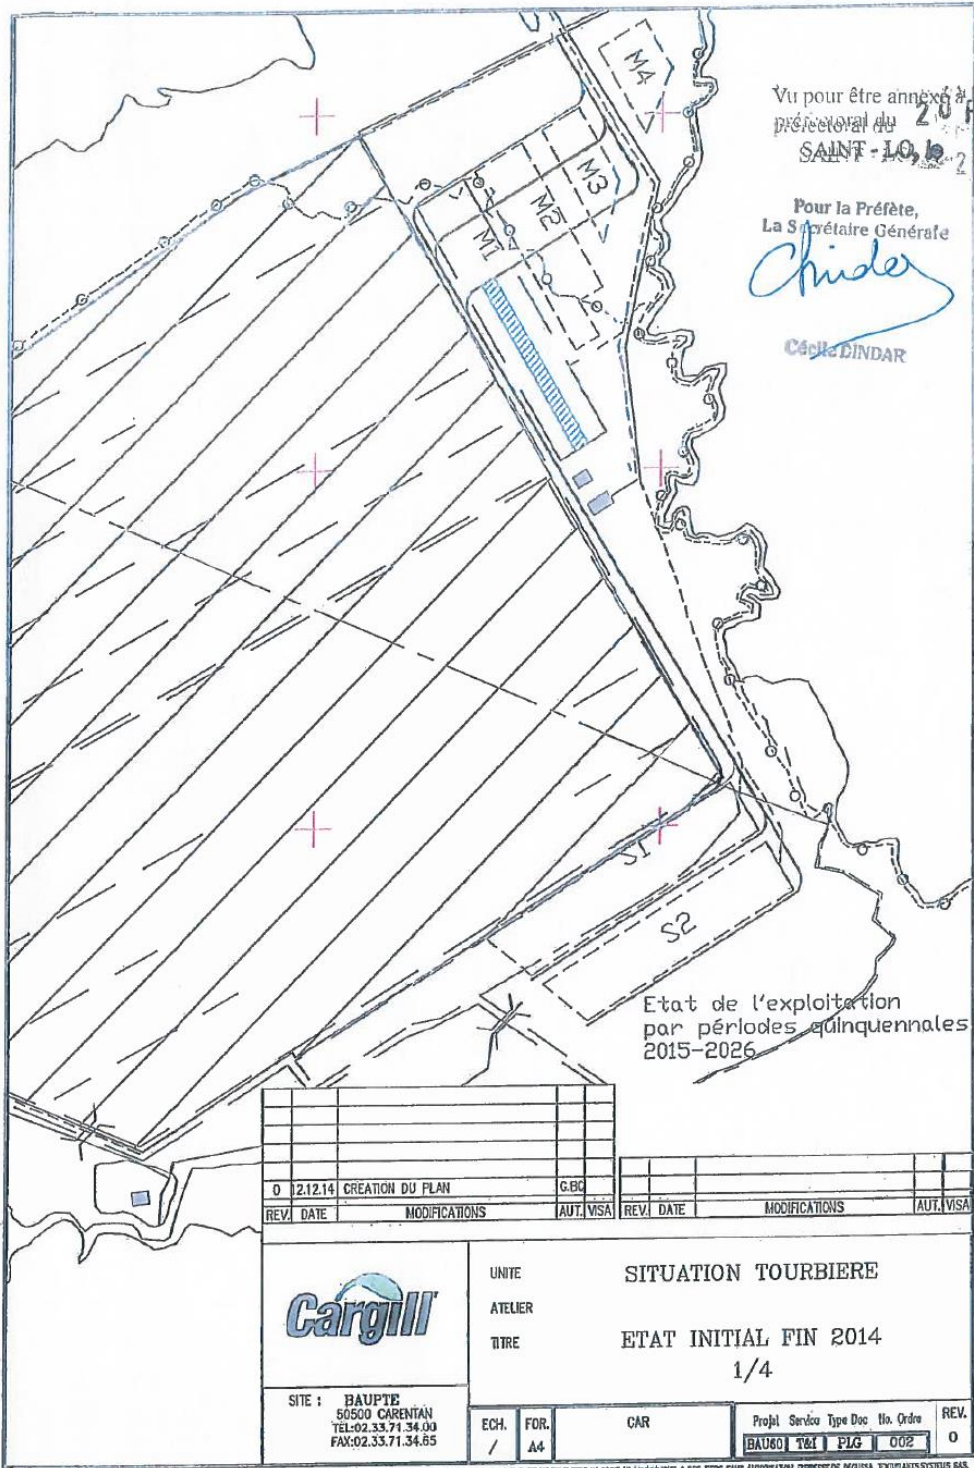 M4
Vu pour être annexé à
préfectoral du 20
SAINT - LO, le
Pour la Préfète,
La Secrétaire Générale
Cécile DINDAR
M3
M2
M1
S1
S2
Etat de l'exploitation
par périodes quinquennales
2015-2026
0 12.12.14 CREATION DU PLAN G.BO
REV. DATE MODIFICATIONS AUT. VISA
REV. DATE MODIFICATIONS AUT. VISA
Cargill
UNITE SITUATION TOURBIERE
ATELIER
TITRE ETAT INITIAL FIN 2014
1/4
SITE : BAUPTE
50500 CARENTAN
TEL:02.33.71.34.00
FAX:02.33.71.34.65
ECH. FOR. CAR Projet Service Type Doc No. Ordre REV.
/ A4 BAU60 T&I PLG 002 0